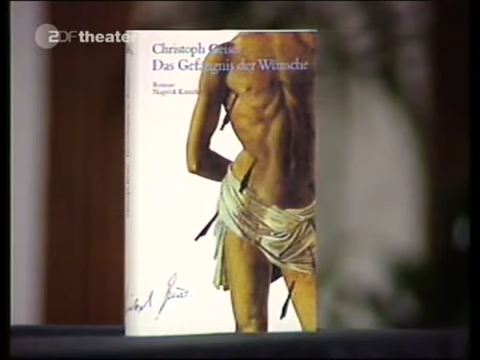 ZDFtheater
Christoph Geiser
Das Gefängnis der Wünsche
Roman
Nagel & Kimche